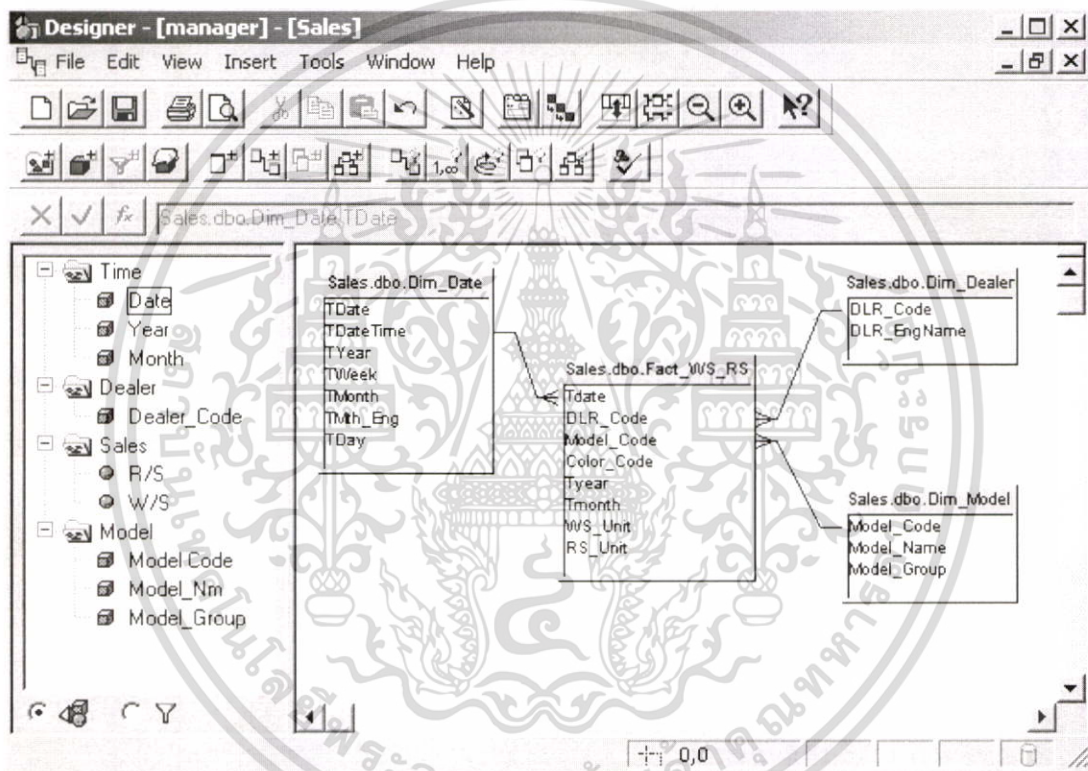 Designer - [manager] - [Sales]
File Edit View Insert Tools Window Help
Sales.dbo.Dim_Date.TDate
Time
Date
Year
Month
Dealer
Dealer_Code
Sales
R/S
W/S
Model
Model Code
Model_Nm
Model_Group
Sales.dbo.Dim_Date
TDate
TDateTime
TYear
TWeek
TMonth
TMth_Eng
TDay
Sales.dbo.Fact_WS_RS
Tdate
DLR_Code
Model_Code
Color_Code
Tyear
Tmonth
WS_Unit
RS_Unit
Sales.dbo.Dim_Dealer
DLR_Code
DLR_EngName
Sales.dbo.Dim_Model
Model_Code
Model_Name
Model_Group
0,0